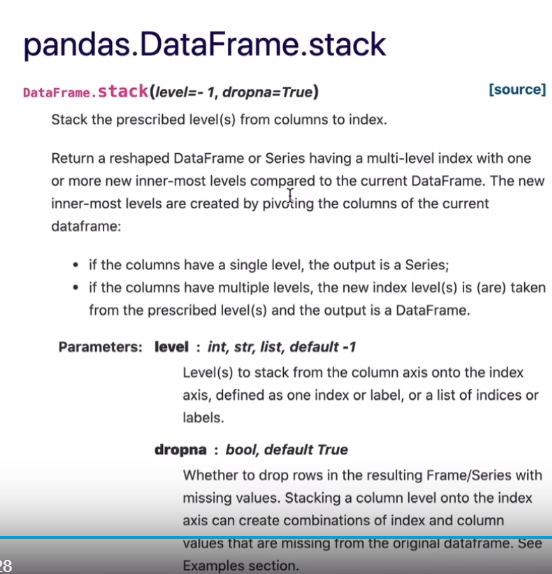 pandas.DataFrame.stack
DataFrame.stack(level=- 1, dropna=True) [source]
Stack the prescribed level(s) from columns to index.
Return a reshaped DataFrame or Series having a multi-level index with one
or more new inner-most levels compared to the current DataFrame. The new
inner-most levels are created by pivoting the columns of the current
dataframe:
• if the columns have a single level, the output is a Series;
• if the columns have multiple levels, the new index level(s) is (are) taken
from the prescribed level(s) and the output is a DataFrame.
Parameters: level : int, str, list, default -1
Level(s) to stack from the column axis onto the index
axis, defined as one index or label, or a list of indices or
labels.
dropna : bool, default True
Whether to drop rows in the resulting Frame/Series with
missing values. Stacking a column level onto the index
axis can create combinations of index and column
values that are missing from the original dataframe. See
Examples section.
28